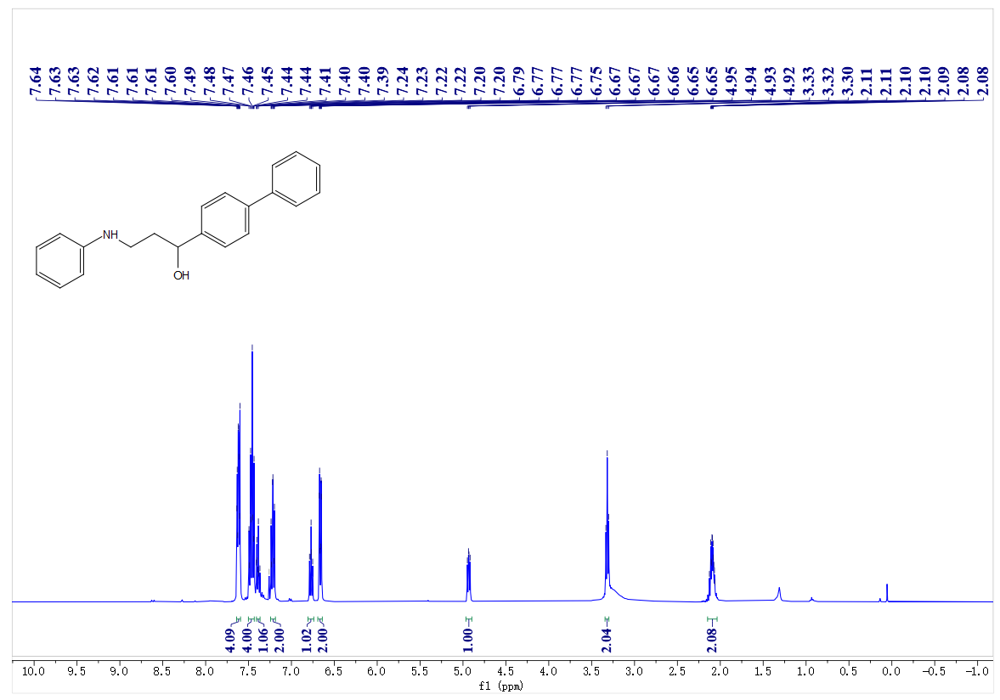 7.64 7.63 7.63 7.62 7.61 7.61 7.61 7.60 7.49 7.48 7.47 7.46 7.45 7.44 7.44 7.41 7.40 7.40 7.39 7.24 7.23 7.22 7.22 7.20 7.20 6.79 6.77 6.77 6.77 6.75 6.67 6.67 6.67 6.66 6.65 6.65 4.95 4.94 4.93 4.92 3.33 3.32 3.30 2.11 2.11 2.10 2.10 2.09 2.08 2.08
NH
OH
4.09 4.00 1.06 2.00 1.02 2.00 1.00 2.04 2.08
10.0 9.5 9.0 8.5 8.0 7.5 7.0 6.5 6.0 5.5 5.0 4.5 4.0 3.5 3.0 2.5 2.0 1.5 1.0 0.5 0.0 -0.5 -1.0
f1 (ppm)